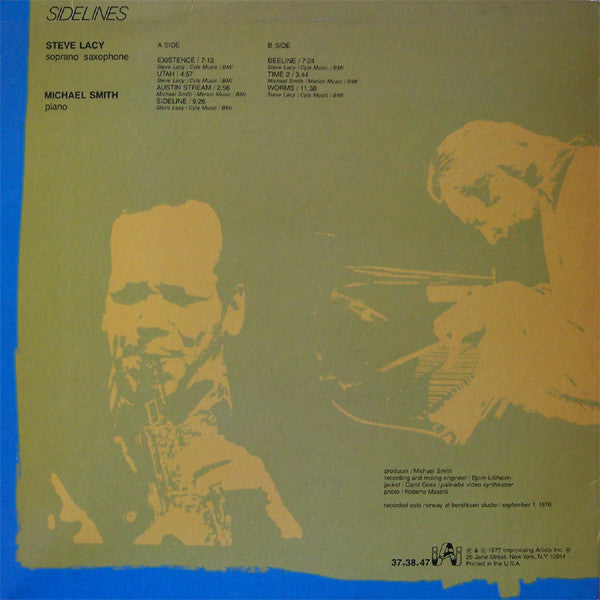 SIDELINES
STEVE LACY
soprano saxophone
MICHAEL SMITH
piano
A SIDE
EXISTENCE / 7:12
Steve Lacy / Cyla Music / BMI
UTAH / 4:57
Steve Lacy / Cyla Music / BMI
AUSTIN STREAM / 2:56
Michael Smith / Marion Music / BMI
SIDELINE / 9:26
Steve Lacy / Cyla Music / BMI
B SIDE
BEELINE / 7:24
Steve Lacy / Cyla Music / BMI
TIME 2 / 3:44
Michael Smith / Marion Music / BMI
WORMS / 11:38
Steve Lacy / Cyla Music / BMI
producer / Michael Smith
recording and mixing engineer / Bjorn Lillihelen
jacket / Carol Goss / paik-abe video synthesizer
photo / Roberto Masotti
recorded oslo norway at bendiksen studio / september 1, 1976
37.38.47
IAI
℗ & © 1977 Improvising Artists Inc. ®
26 Jane Street, New York, N.Y. 10014
Printed in the U.S.A.